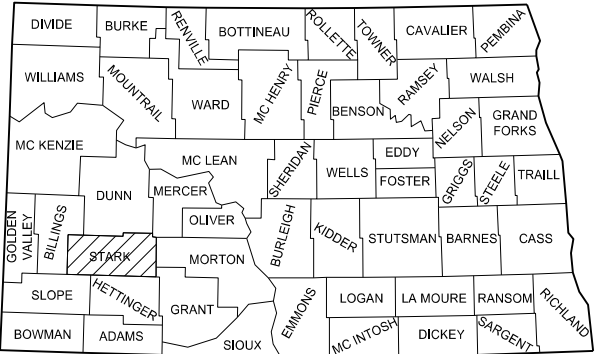 DIVIDE
BURKE
RENVILLE
BOTTINEAU
ROLLETTE
TOWNER
CAVALIER
PEMBINA
WILLIAMS
MOUNTRAIL
WARD
MC HENRY
PIERCE
BENSON
RAMSEY
WALSH
MC KENZIE
NELSON
GRAND
FORKS
MC LEAN
SHERIDAN
WELLS
EDDY
FOSTER
GRIGGS
STEELE
TRAILL
DUNN
MERCER
OLIVER
GOLDEN
VALLEY
BILLINGS
STARK
MORTON
BURLEIGH
KIDDER
STUTSMAN
BARNES
CASS
SLOPE
HETTINGER
GRANT
EMMONS
LOGAN
LA MOURE
RANSOM
RICHLAND
BOWMAN
ADAMS
SIOUX
MC INTOSH
DICKEY
SARGENT